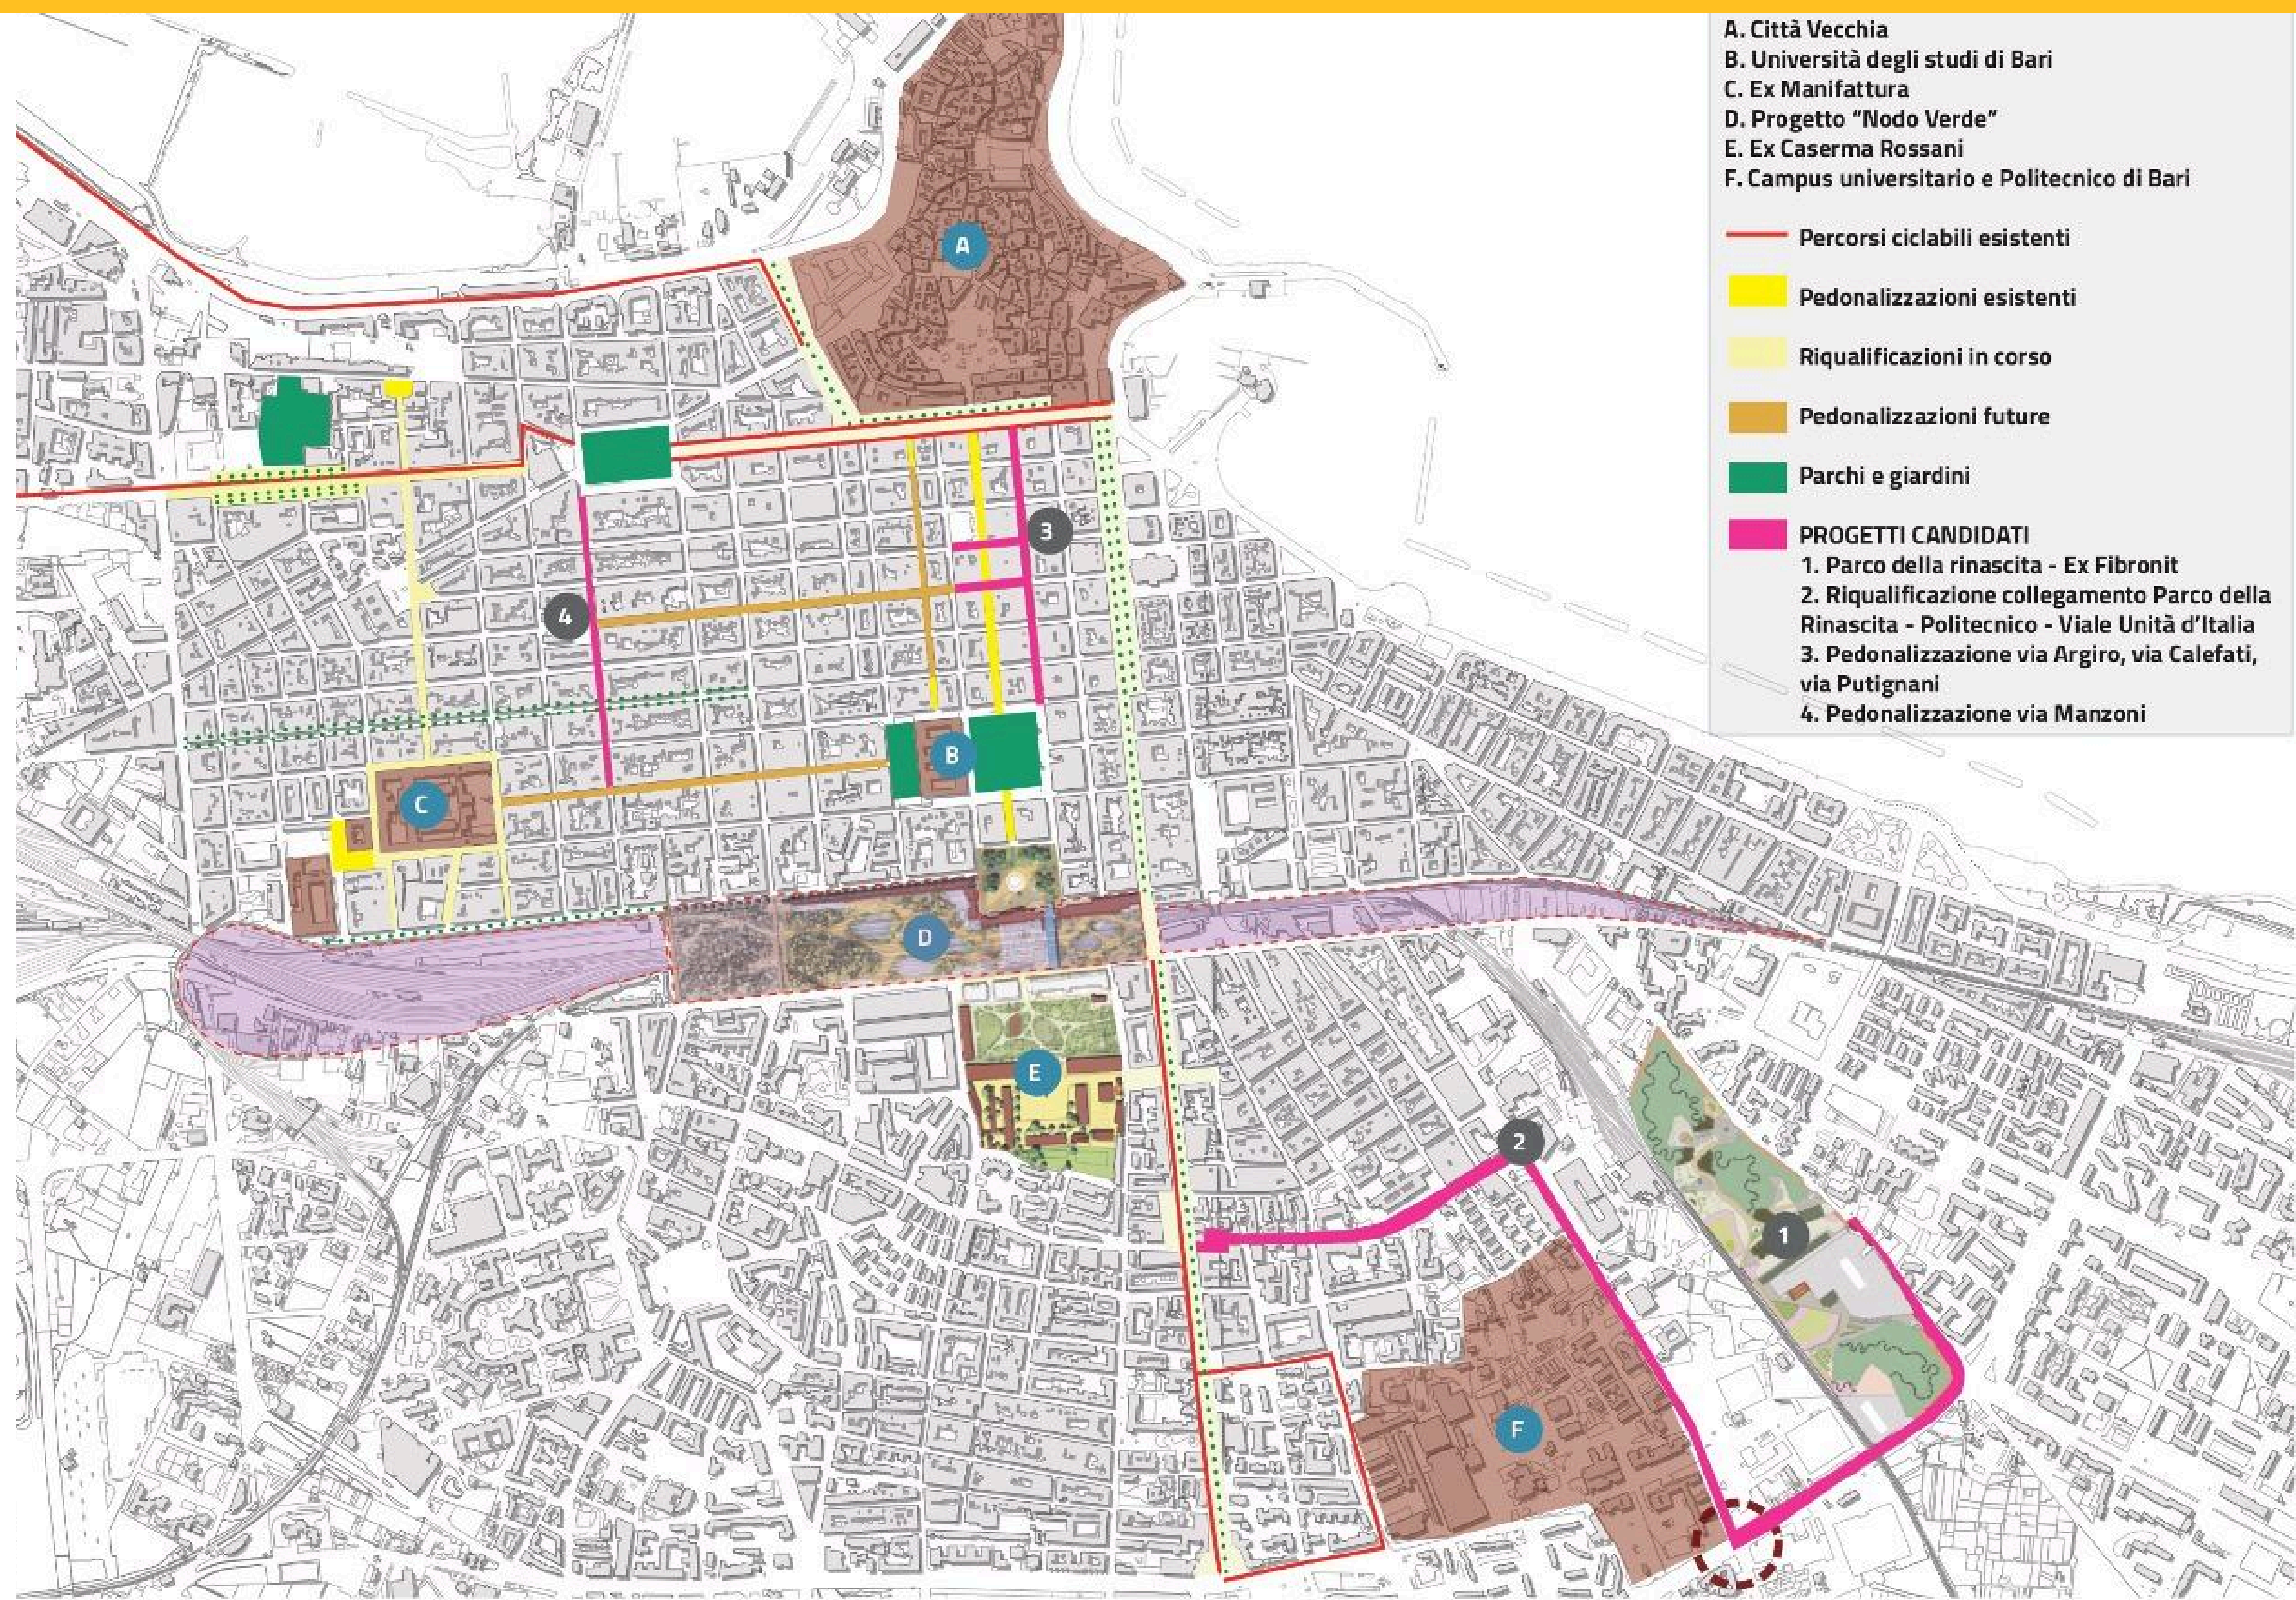 A. Città Vecchia
B. Università degli studi di Bari
C. Ex Manifattura
D. Progetto “Nodo Verde”
E. Ex Caserma Rossani
F. Campus universitario e Politecnico di Bari
Percorsi ciclabili esistenti
Pedonalizzazioni esistenti
Riqualificazioni in corso
Pedonalizzazioni future
Parchi e giardini
PROGETTI CANDIDATI
1. Parco della rinascita - Ex Fibronit
2. Riqualificazione collegamento Parco della
Rinascita - Politecnico - Viale Unità d’Italia
3. Pedonalizzazione via Argiro, via Calefati,
via Putignani
4. Pedonalizzazione via Manzoni
A
3
4
B
C
D
E
2
1
F